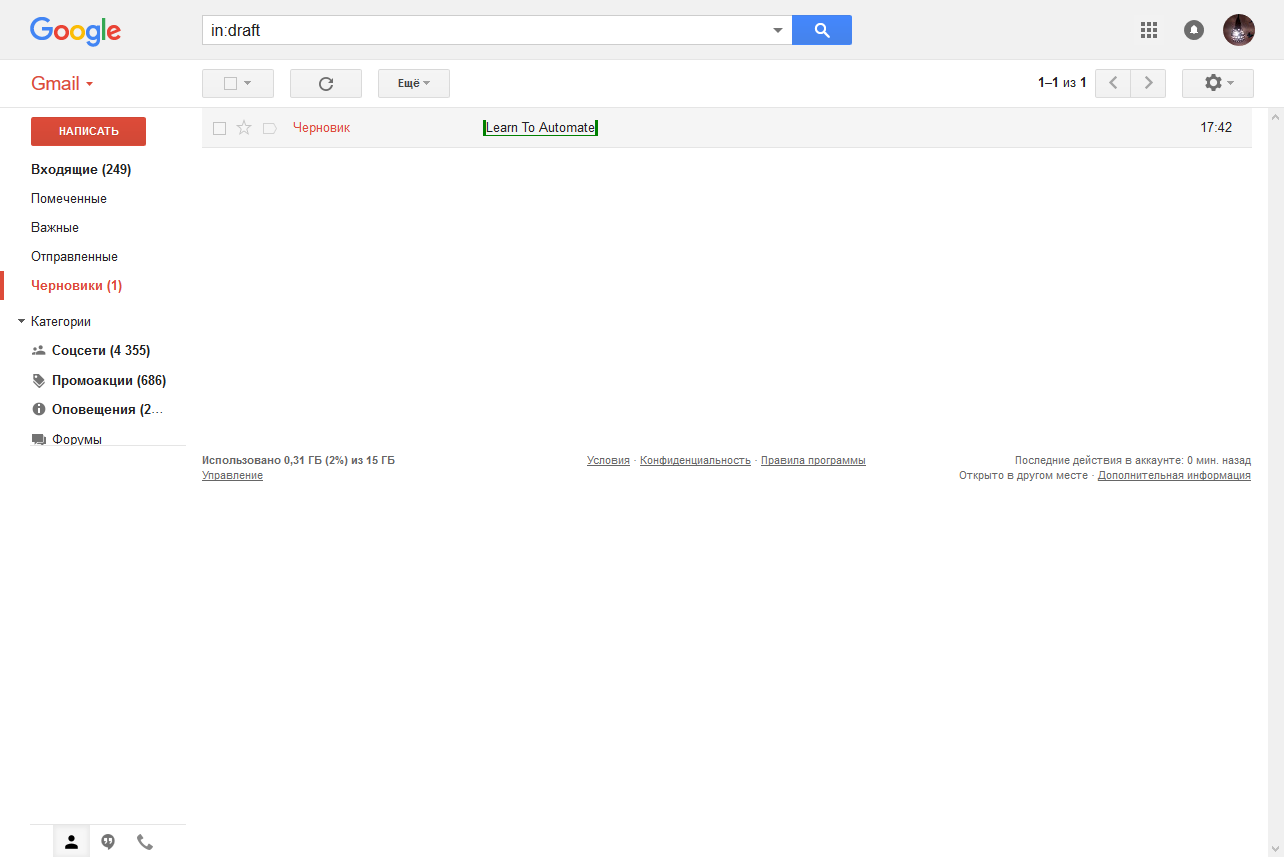 Google
in:draft
Gmail
Ещё
1–1 из 1
НАПИСАТЬ
Черновик
Learn To Automate
17:42
Входящие (249)
Помеченные
Важные
Отправленные
Черновики (1)
Категории
Соцсети (4 355)
Промоакции (686)
Оповещения (2…
Форумы
Использовано 0,31 ГБ (2%) из 15 ГБ
Управление
Условия · Конфиденциальность · Правила программы
Последние действия в аккаунте: 0 мин. назад
Открыто в другом месте · Дополнительная информация